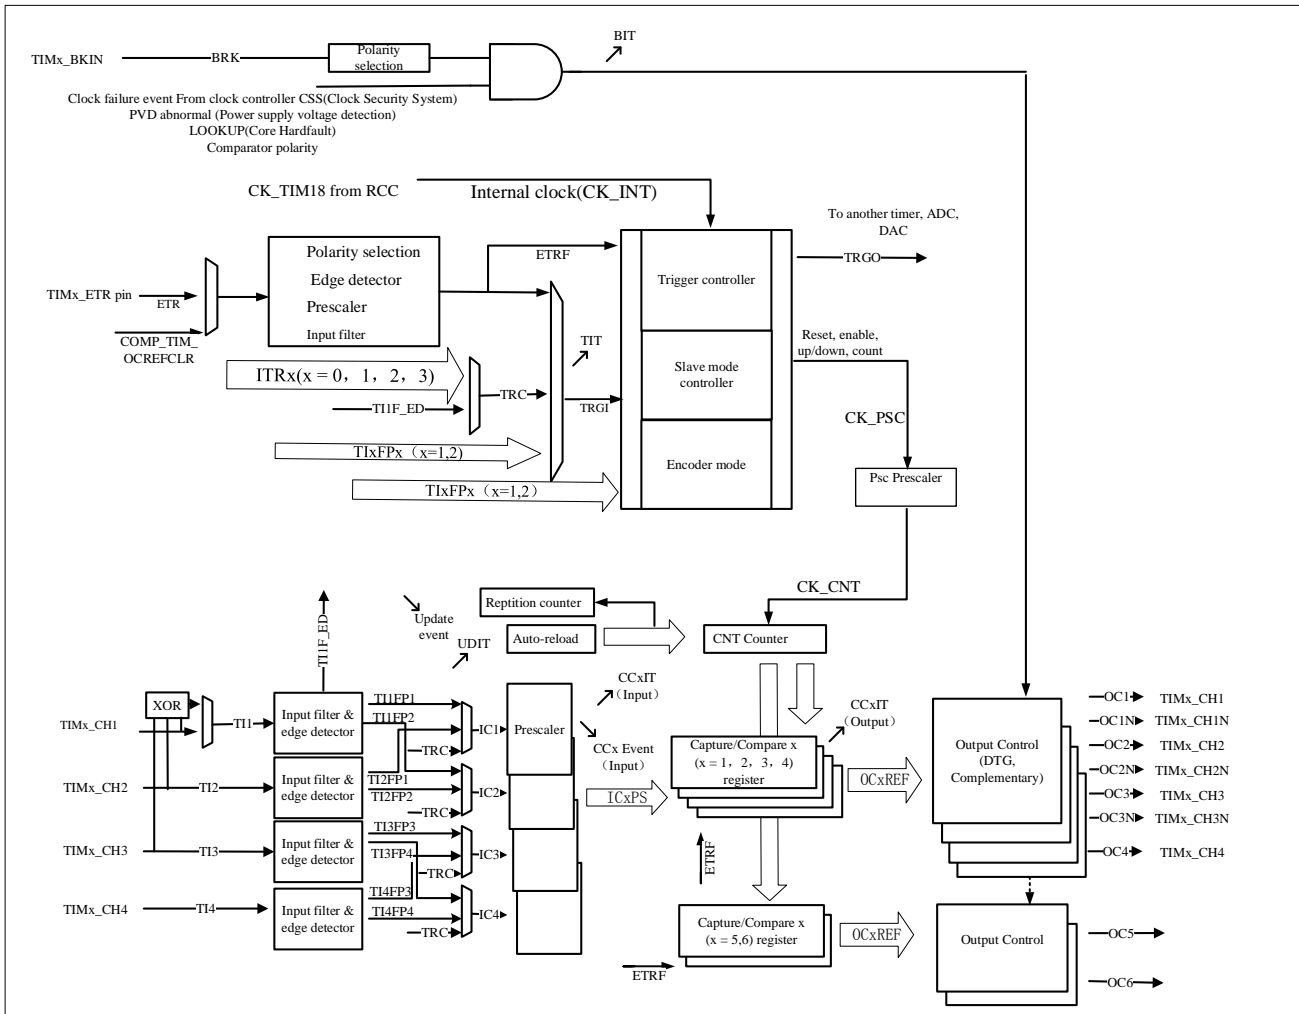 BIT
TIMx_BKIN
BRK
Polarity
selection
Clock failure event From clock controller CSS(Clock Security System)
PVD abnormal (Power supply voltage detection)
LOOKUP(Core Hardfault)
Comparator polarity
CK_TIM18 from RCC
Internal clock(CK_INT)
To another timer, ADC,
DAC
TRGO
Polarity selection
Edge detector
Prescaler
Input filter
ETRF
Trigger controller
TIMx_ETR pin
ETR
COMP_TIM_
OCREFCLR
TIT
Reset, enable,
up/down, count
ITRx(x = 0，1，2，3)
Slave mode
controller
TI1F_ED
TRC
TRGI
CK_PSC
TIxFPx（x=1,2)
Encoder mode
TIxFPx（x=1,2）
Psc Prescaler
CK_CNT
Reptition counter
TI1F_ED
Update
event
UDIT
Auto-reload
CNT Counter
CCxIT
（Input)
CCxIT
（Output)
CCx Event
(Input)
XOR
TIMx_CH1
TI1
Input filter &
edge detector
TI1FP1
TI1FP2
TRC
IC1
Prescaler
Capture/Compare x
(x = 1，2，3，4)
register
OCxREF
Output Control
(DTG,
Complementary)
OC1
TIMx_CH1
OC1N
TIMx_CH1N
OC2
TIMx_CH2
OC2N
TIMx_CH2N
OC3
TIMx_CH3
OC3N
TIMx_CH3N
OC4
TIMx_CH4
TIMx_CH2
TI2
Input filter &
edge detector
TI2FP1
TI2FP2
TRC
IC2
ICxPS
TIMx_CH3
TI3
Input filter &
edge detector
TI3FP3
TI3FP4
TRC
IC3
ETRF
TIMx_CH4
TI4
Input filter &
edge detector
TI4FP3
TI4FP4
TRC
IC4
Capture/Compare x
(x = 5,6) register
OCxREF
Output Control
OC5
OC6
ETRF